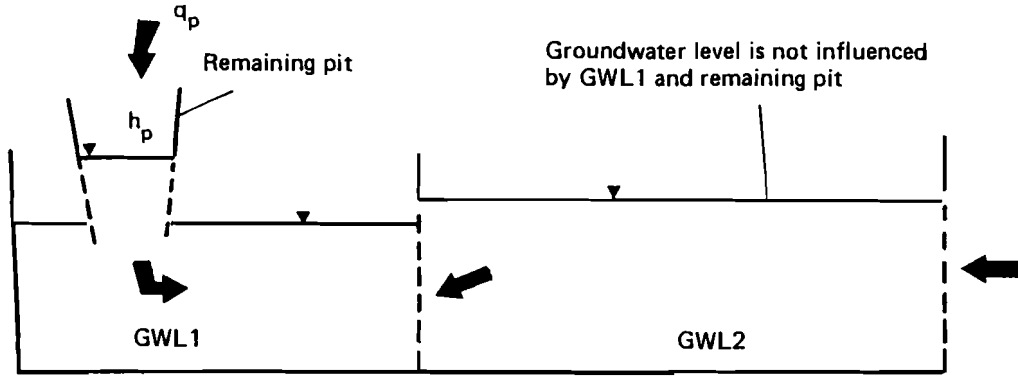 q_p
Remaining pit
Groundwater level is not influenced
by GWL1 and remaining pit
h_p
GWL1
GWL2